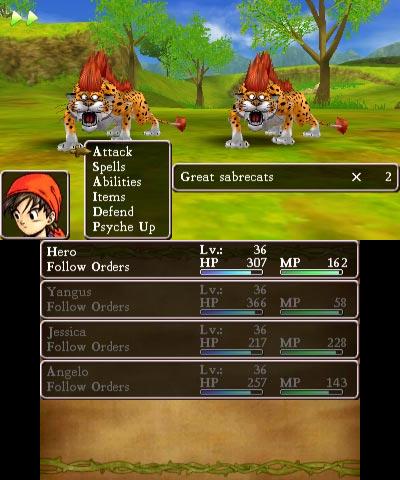 Attack
Spells
Abilities
Items
Defend
Psyche Up
Great sabrecats × 2
Hero Lv.: 36
Follow Orders HP 307 MP 162
Yangus Lv.: 36
Follow Orders HP 366 MP 58
Jessica Lv.: 36
Follow Orders HP 217 MP 228
Angelo Lv.: 36
Follow Orders HP 257 MP 143